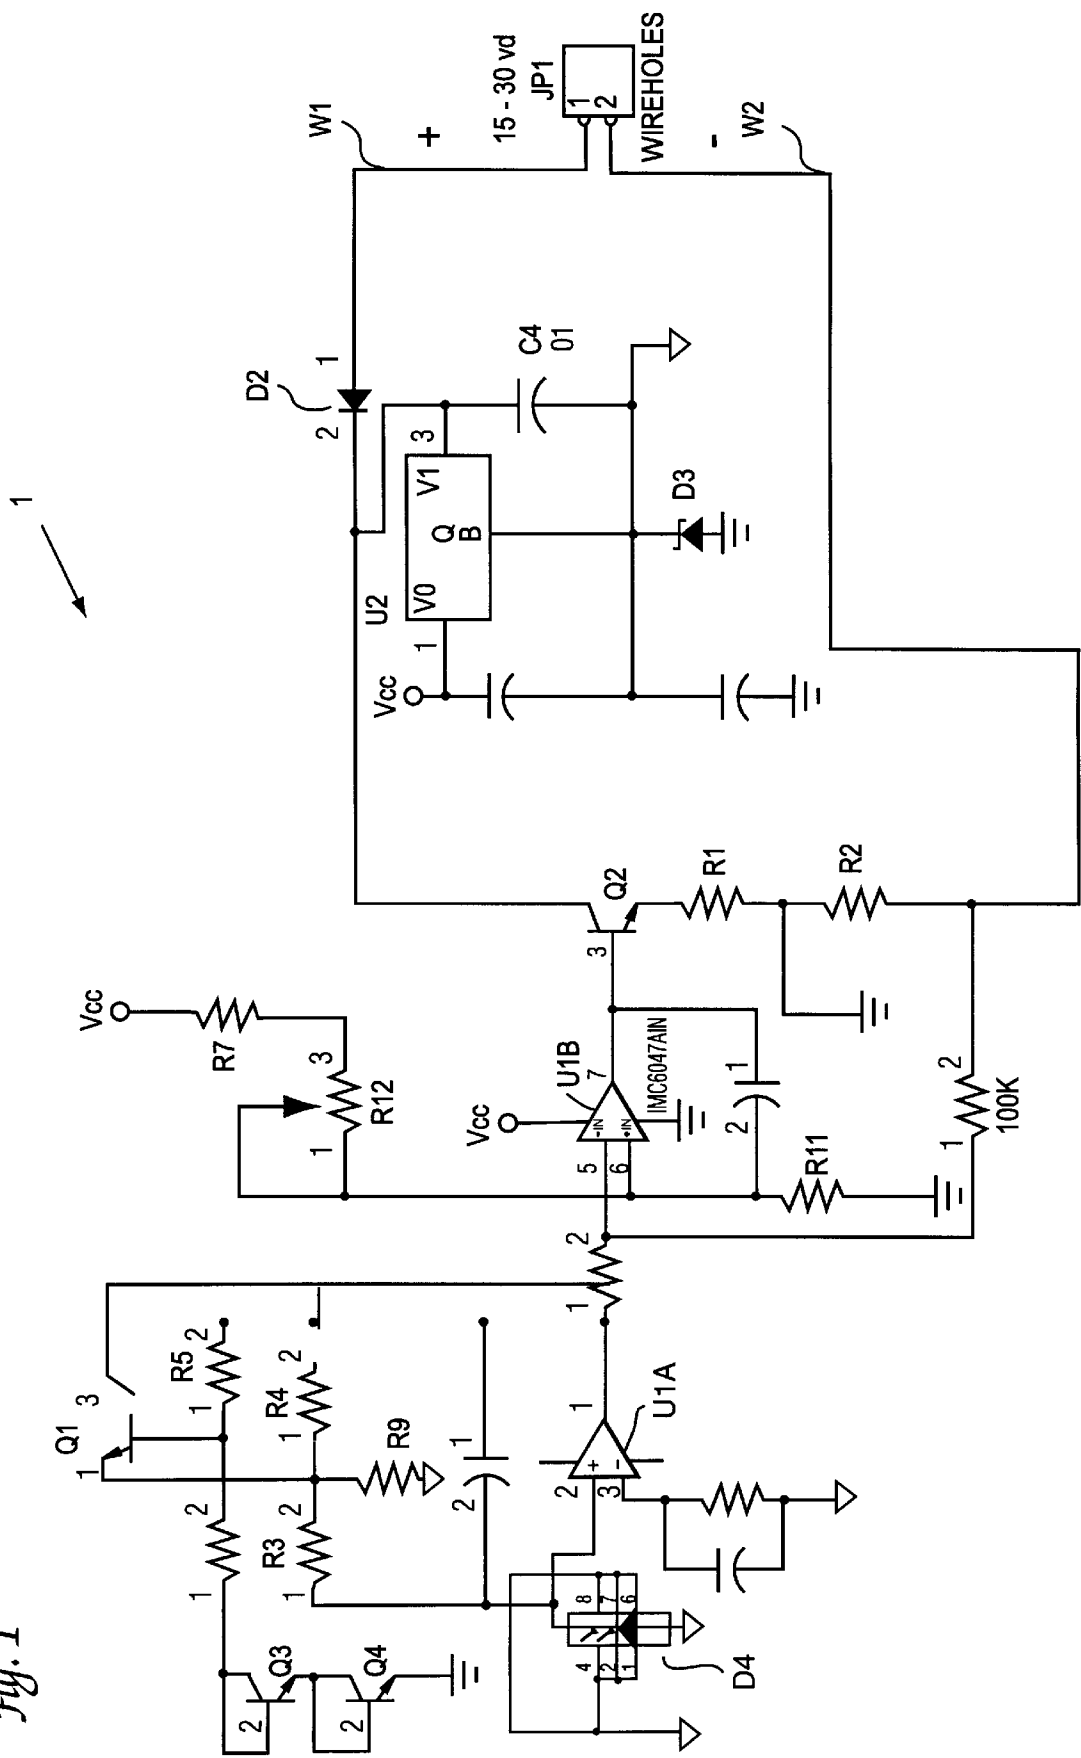 Fig. 1
1
W1
+
15 - 30 vd
JP1
1
2
WIREHOLES
-
W2
D2
1
2
C4
01
3
V1
Q
B
V0
U2
1
Vcc
D3
Vcc
R7
3
R12
1
Vcc
U1B
7
-IN
+IN
5
6
IMC6047AIN
3
Q2
R1
R2
1
2
R11
2
1
100K
2
1
Q1
3
1
R5
2
1
2
1
R4
2
1
R3
2
1
R9
1
2
U1A
1
+
-
2
3
Q3
2
Q4
2
8
7
6
4
2
1
D4